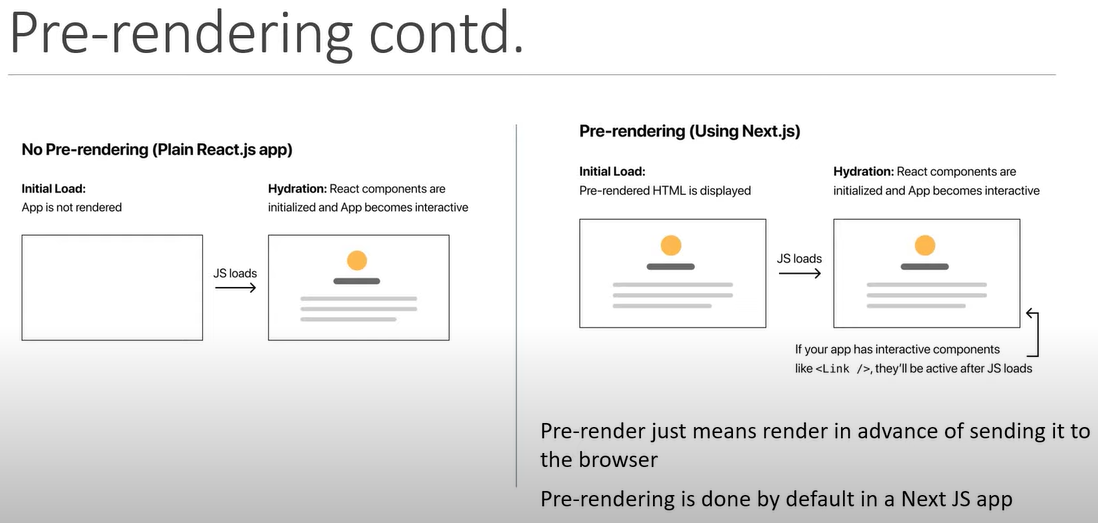 Pre-rendering contd.
No Pre-rendering (Plain React.js app)
Initial Load:
App is not rendered
Hydration: React components are
initialized and App becomes interactive
JS loads
Pre-rendering (Using Next.js)
Initial Load:
Pre-rendered HTML is displayed
Hydration: React components are
initialized and App becomes interactive
JS loads
If your app has interactive components
like <Link />, they'll be active after JS loads
Pre-render just means render in advance of sending it to
the browser
Pre-rendering is done by default in a Next JS app